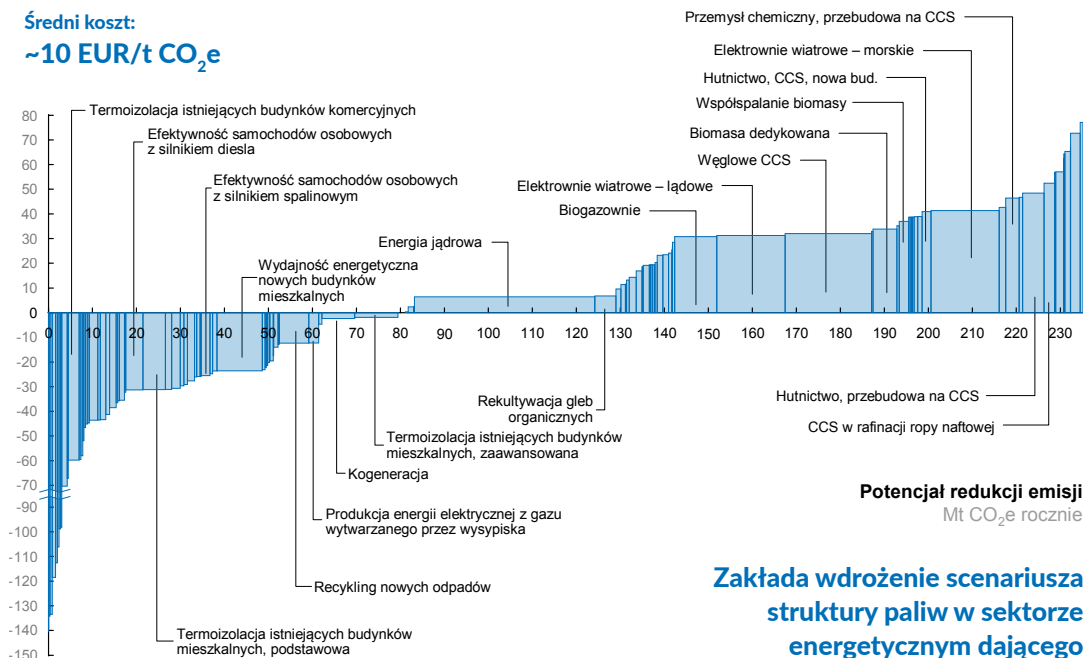 Średni koszt:
~10 EUR/t CO₂e
Przemysł chemiczny, przebudowa na CCS
Elektrownie wiatrowe – morskie
Hutnictwo, CCS, nowa bud.
Współspalanie biomasy
Biomasa dedykowana
Węglowe CCS
Elektrownie wiatrowe – lądowe
Biogazownie
Energia jądrowa
Termoizolacja istniejących budynków komercyjnych
Efektywność samochodów osobowych
z silnikiem diesla
Efektywność samochodów osobowych
z silnikiem spalinowym
Wydajność energetyczna
nowych budynków
mieszkalnych
80
70
60
50
40
30
20
10
0
-10
-20
-30
-40
-50
-60
-70
-90
-100
-110
-120
-130
-140
-150
0 10 20 30 40 50 60 70 80 90 100 110 120 130 140 150 160 170 180 190 200 210 220 230
Rekultywacja gleb
organicznych
Termoizolacja istniejących budynków
mieszkalnych, zaawansowana
Kogeneracja
Produkcja energii elektrycznej z gazu
wytwarzanego przez wysypiska
Recykling nowych odpadów
Termoizolacja istniejących budynków
mieszkalnych, podstawowa
Hutnictwo, przebudowa na CCS
CCS w rafinacji ropy naftowej
Potencjał redukcji emisji
Mt CO₂e rocznie
Zakłada wdrożenie scenariusza
struktury paliw w sektorze
energetycznym dającego